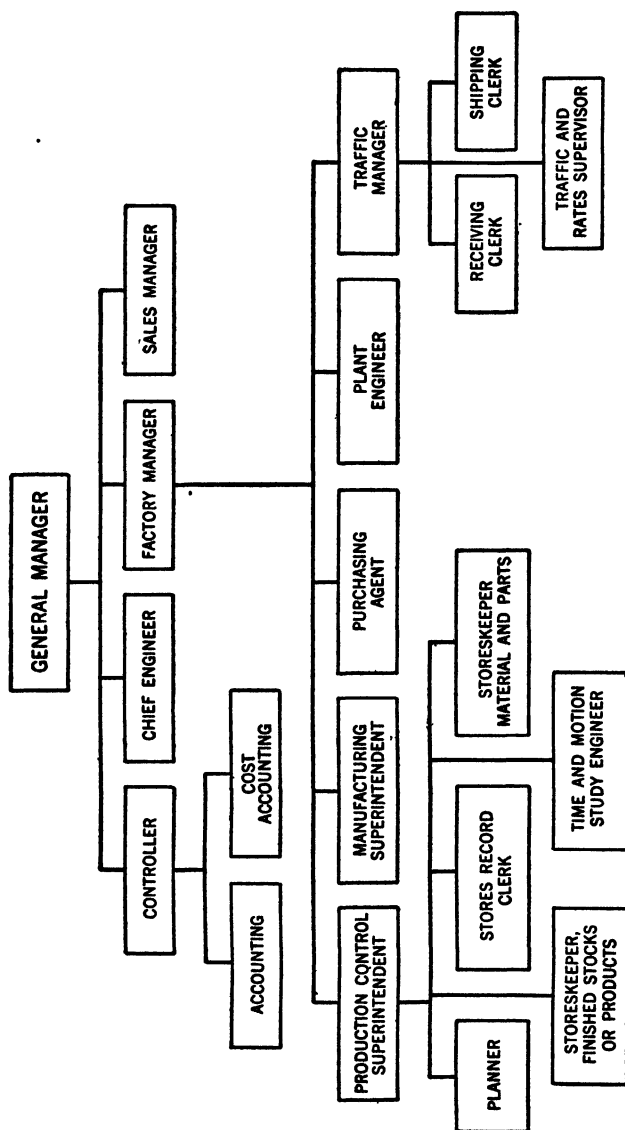 GENERAL MANAGER
CONTROLLER
CHIEF ENGINEER
FACTORY MANAGER
SALES MANAGER
ACCOUNTING
COST
ACCOUNTING
PRODUCTION CONTROL
SUPERINTENDENT
MANUFACTURING
SUPERINTENDENT
PURCHASING
AGENT
PLANT
ENGINEER
TRAFFIC
MANAGER
PLANNER
STORES RECORD
CLERK
STORESKEEPER
MATERIAL AND PARTS
RECEIVING
CLERK
SHIPPING
CLERK
STORESKEEPER,
FINISHED STOCKS
OR PRODUCTS
TIME AND MOTION
STUDY ENGINEER
TRAFFIC AND
RATES SUPERVISOR